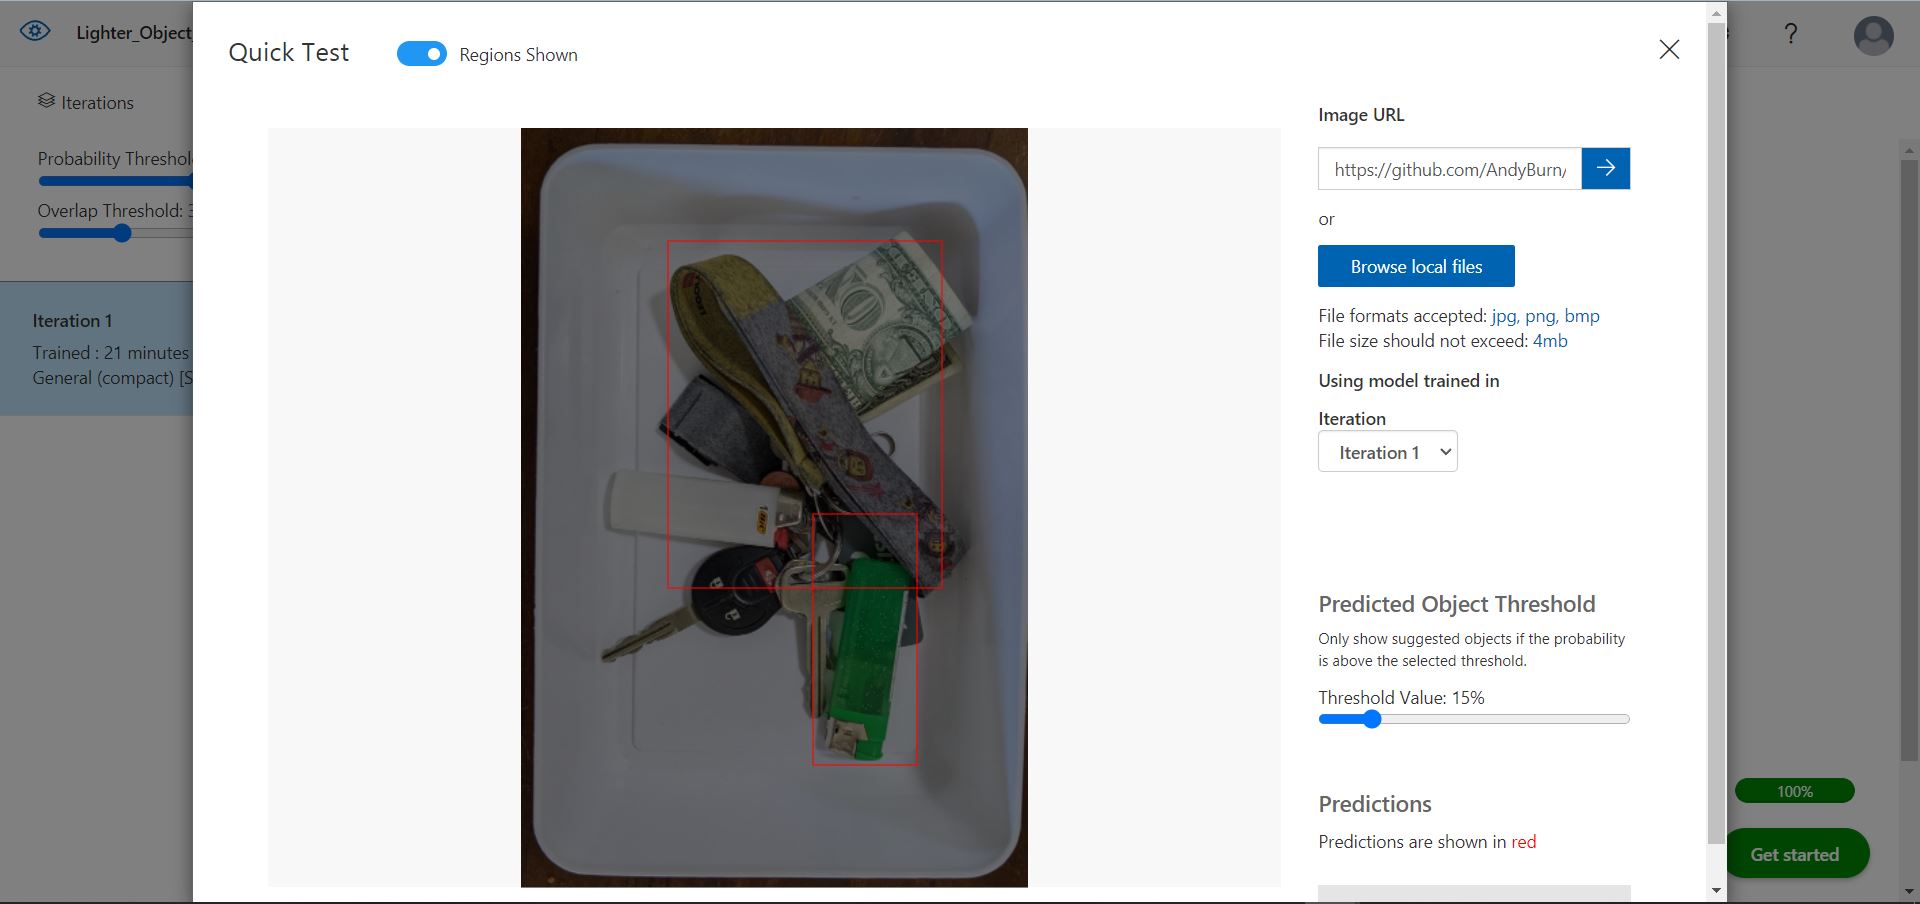 Lighter_Object_
Quick Test
Regions Shown
?
Iterations
Probability Threshol
Overlap Threshold: 3
Iteration 1
Trained : 21 minutes
General (compact) [S
BIC
Image URL
https://github.com/AndyBurn/
or
Browse local files
File formats accepted: jpg, png, bmp
File size should not exceed: 4mb
Using model trained in
Iteration
Iteration 1
Predicted Object Threshold
Only show suggested objects if the probability
is above the selected threshold.
Threshold Value: 15%
Predictions
Predictions are shown in red
100%
Get started